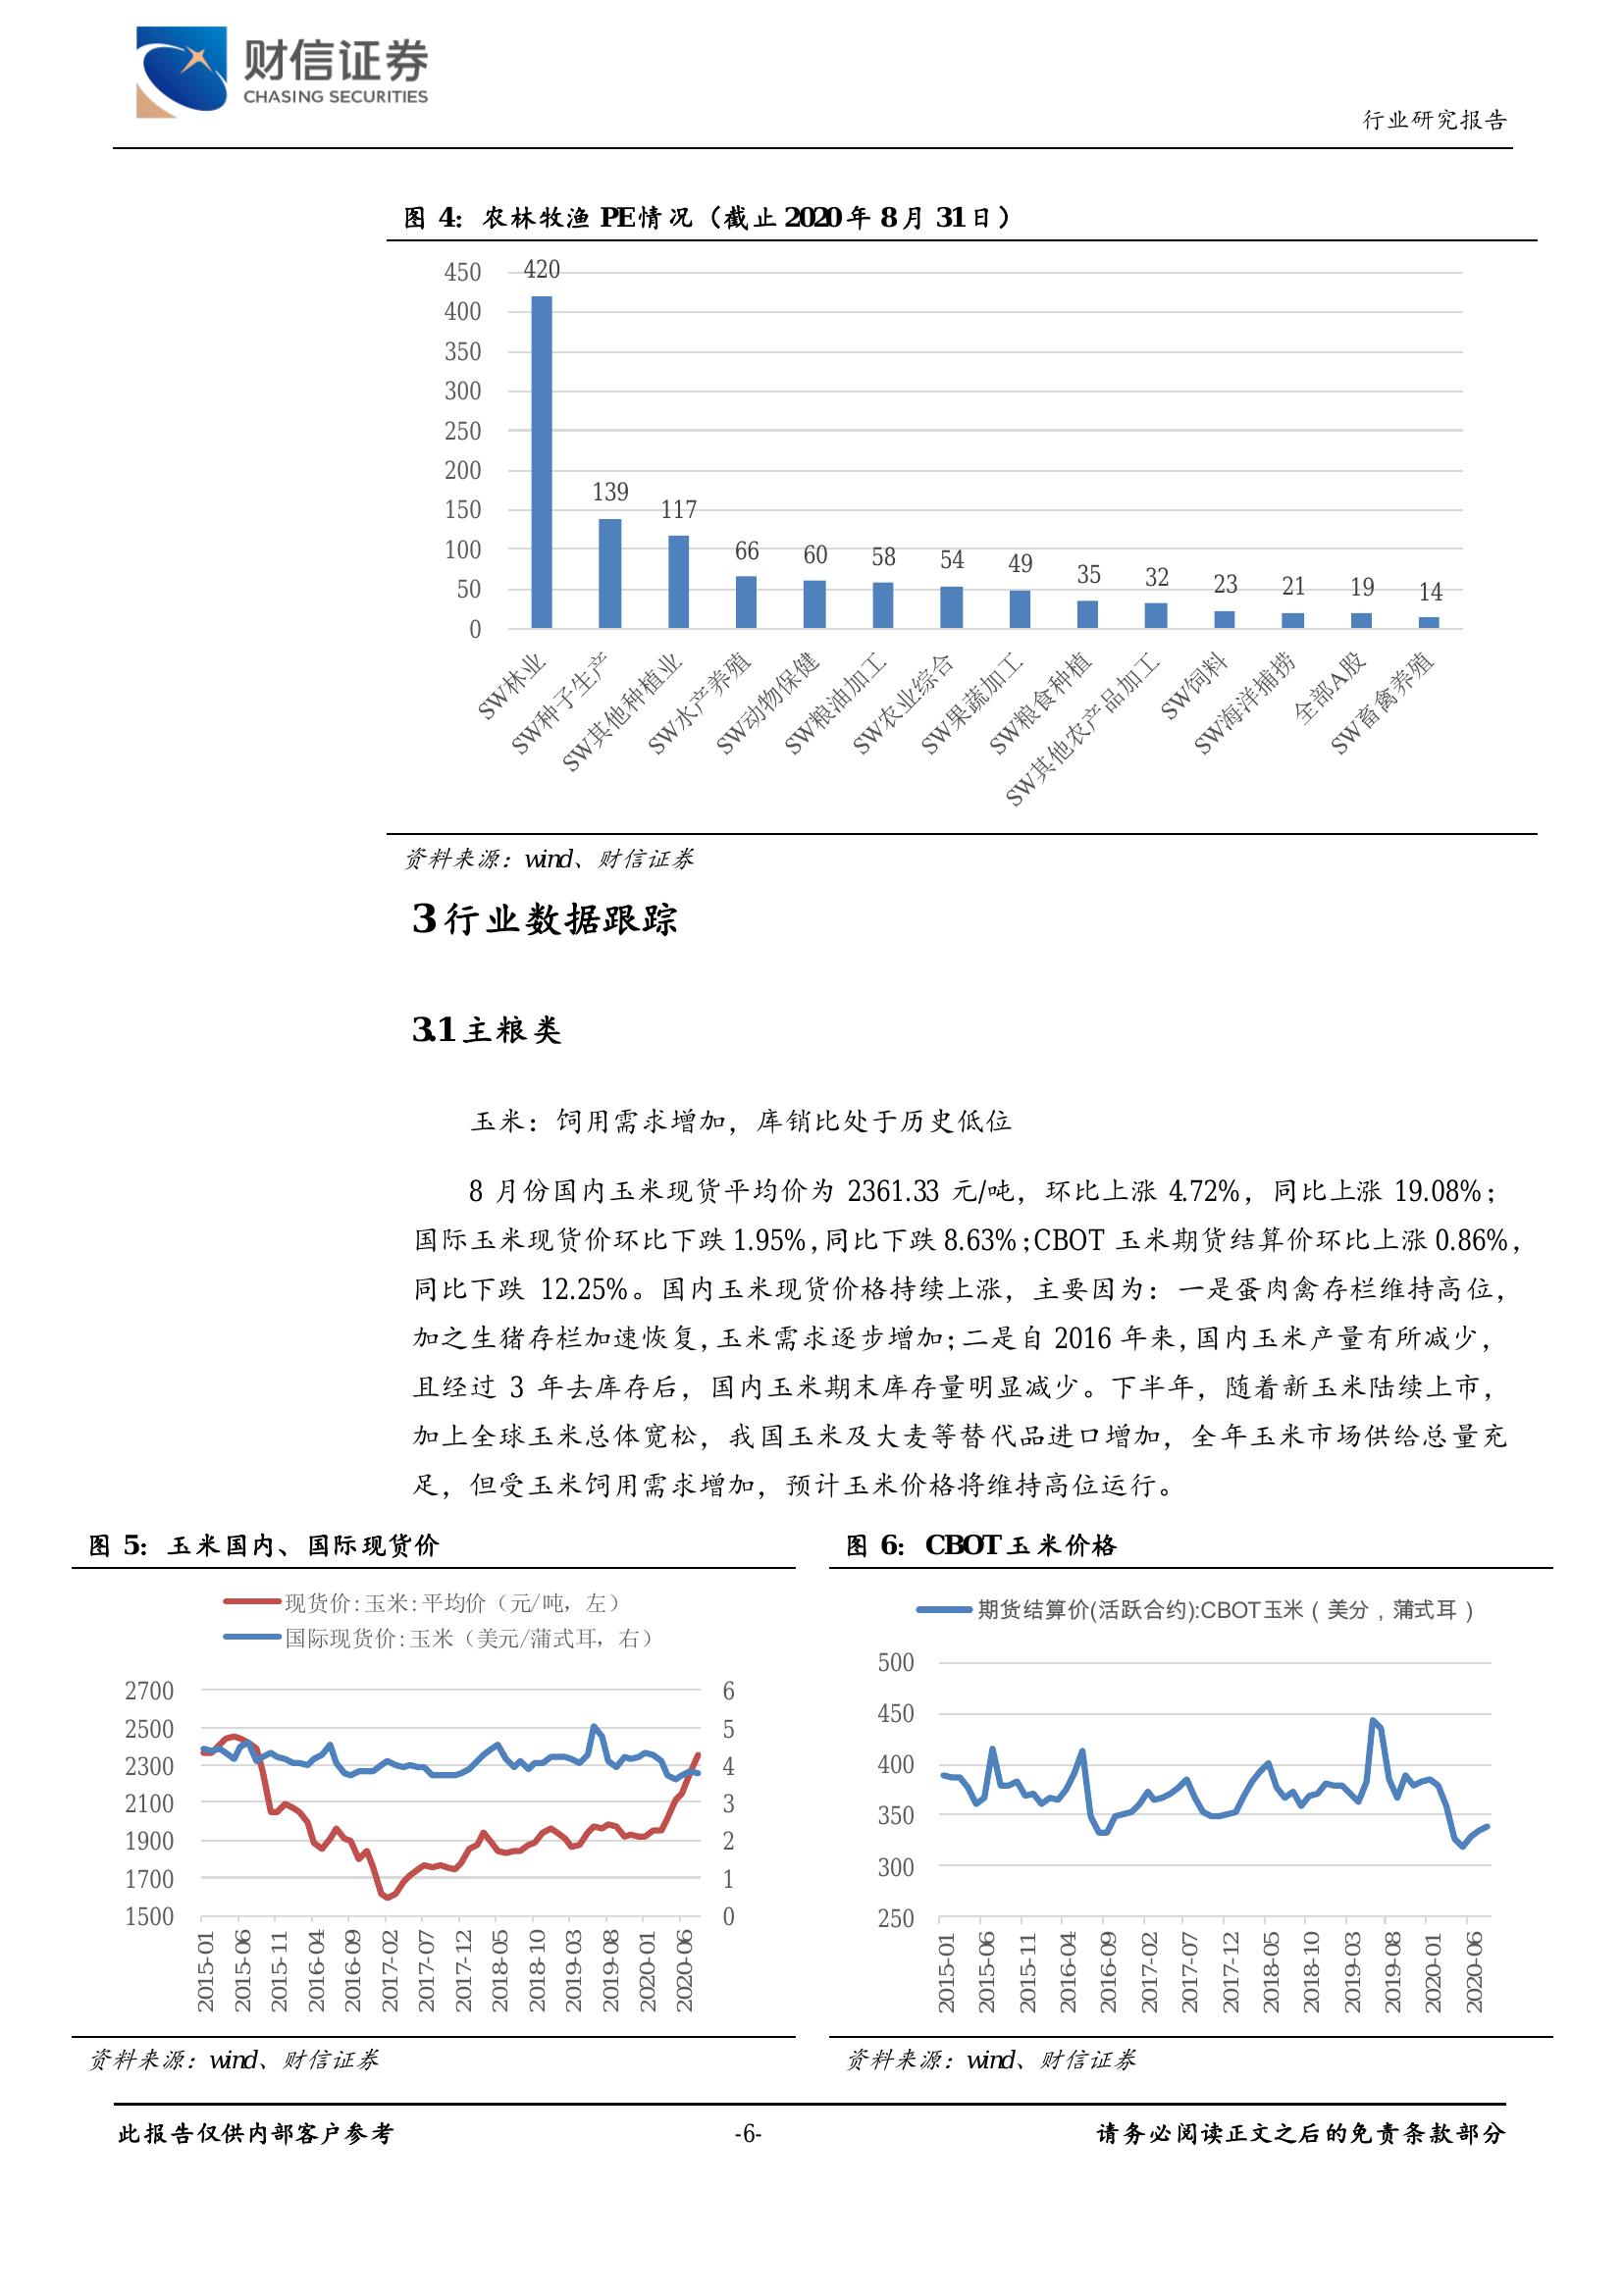 财信证券
CHASING SECURITIES
行业研究报告
图 4：农林牧渔 PE 情况（截止 2020 年 8 月 31 日）
450
400
350
300
250
200
150
100
50
0
420
139
117
66
60
58
54
49
35
32
23
21
19
14
SW林业
SW种子生产
SW其他种植业
SW水产养殖
SW动物保健
SW粮油加工
SW农业综合
SW果蔬加工
SW粮食种植
SW其他农产品加工
SW饲料
SW海洋捕捞
全部A股
SW畜禽养殖
资料来源：wind、财信证券
3 行业数据跟踪
3.1 主粮类
玉米：饲用需求增加，库销比处于历史低位
8 月份国内玉米现货平均价为 2361.33 元/吨，环比上涨 4.72%，同比上涨 19.08%；
国际玉米现货价环比下跌 1.95%，同比下跌 8.63%；CBOT 玉米期货结算价环比上涨 0.86%，
同比下跌 12.25%。国内玉米现货价格持续上涨，主要因为：一是蛋肉禽存栏维持高位，
加之生猪存栏加速恢复，玉米需求逐步增加；二是自 2016 年来，国内玉米产量有所减少，
且经过 3 年去库存后，国内玉米期末库存量明显减少。下半年，随着新玉米陆续上市，
加上全球玉米总体宽松，我国玉米及大麦等替代品进口增加，全年玉米市场供给总量充
足，但受玉米饲用需求增加，预计玉米价格将维持高位运行。
图 5：玉米国内、国际现货价
现货价:玉米:平均价（元/吨，左）
国际现货价:玉米（美元/蒲式耳，右）
2700
2500
2300
2100
1900
1700
1500
6
5
4
3
2
1
0
2015-01
2015-06
2015-11
2016-04
2016-09
2017-02
2017-07
2017-12
2018-05
2018-10
2019-03
2019-08
2020-01
2020-06
资料来源：wind、财信证券
图 6：CBOT 玉米价格
期货结算价(活跃合约):CBOT玉米（美分，蒲式耳）
500
450
400
350
300
250
2015-01
2015-06
2015-11
2016-04
2016-09
2017-02
2017-07
2017-12
2018-05
2018-10
2019-03
2019-08
2020-01
2020-06
资料来源：wind、财信证券
此报告仅供内部客户参考
-6-
请务必阅读正文之后的免责条款部分